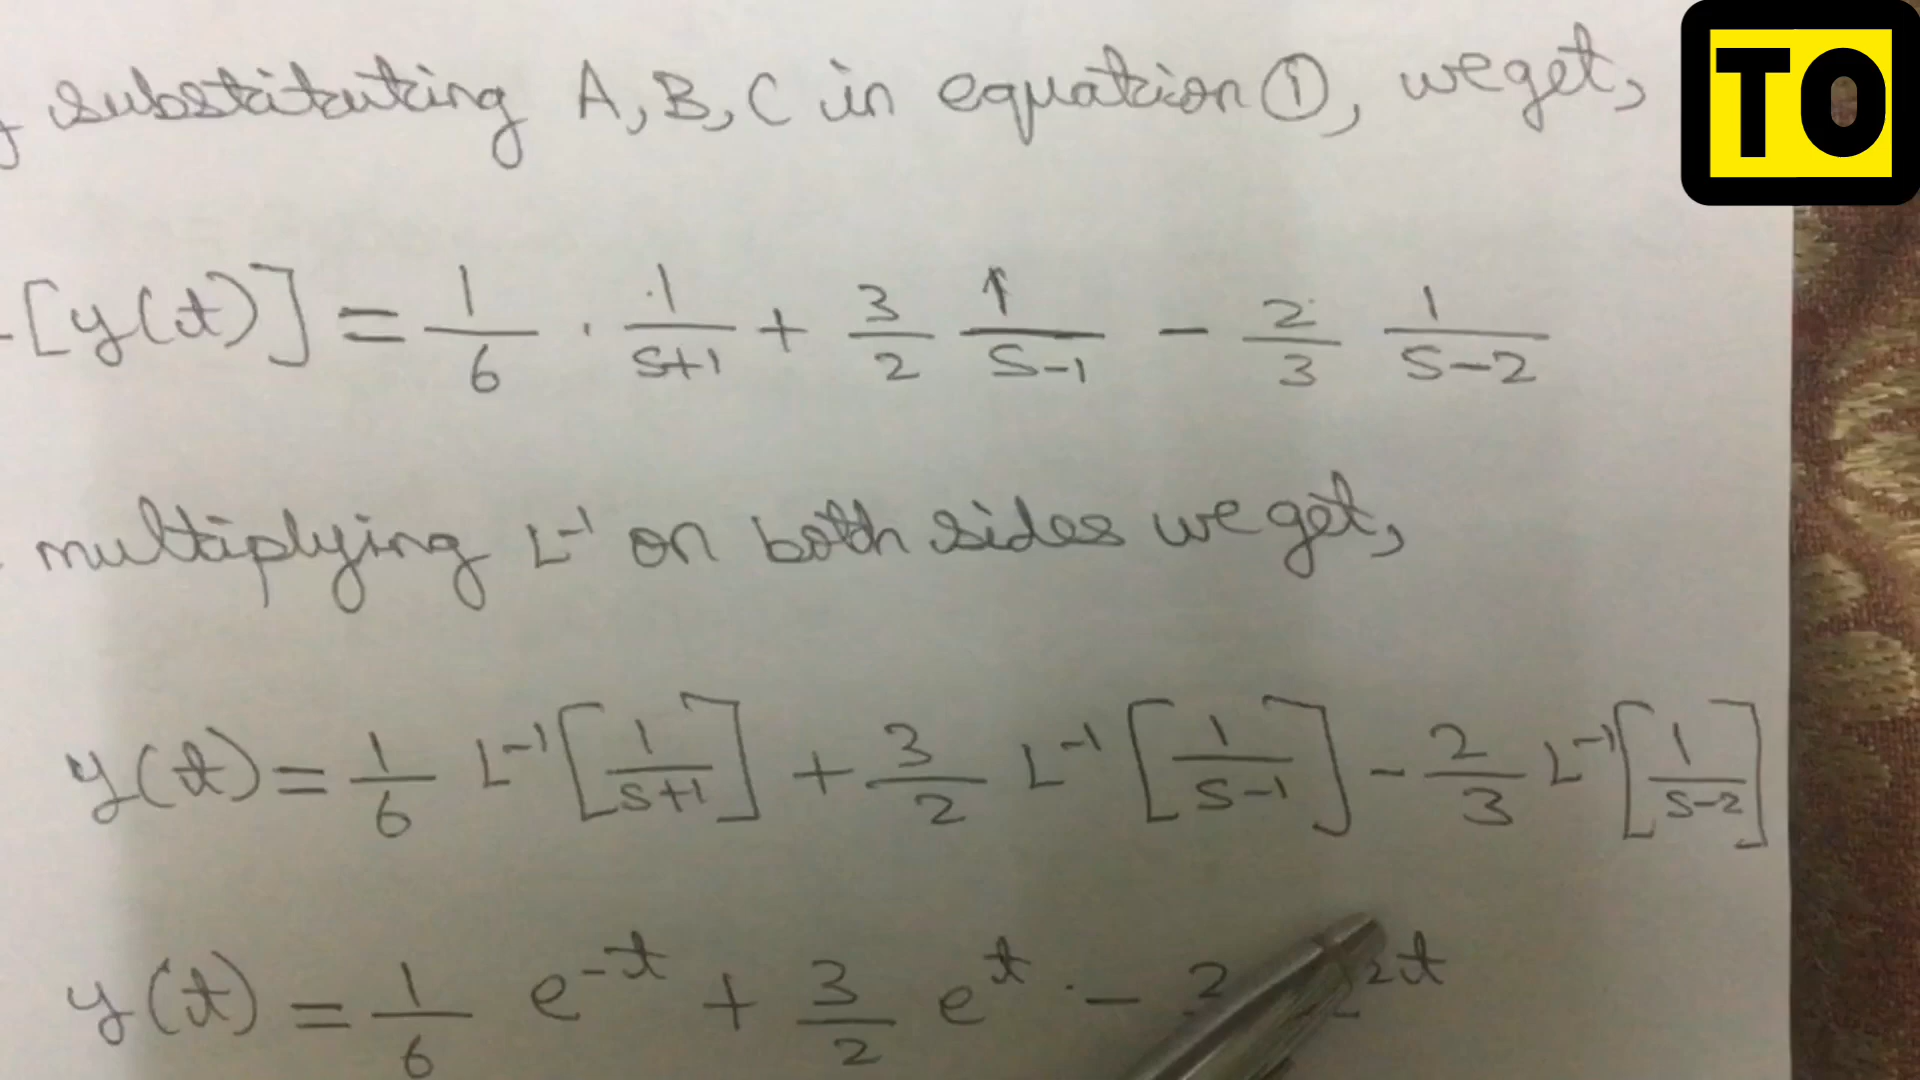 TO
substituting A, B, C in equation ①, we get,
[y(t)] = 1/6 · 1/s+1 + 3/2 1/s-1 - 2/3 1/s-2
multiplying L⁻¹ on both sides we get,
y(t) = 1/6 L⁻¹[1/s+1] + 3/2 L⁻¹[1/s-1] - 2/3 L⁻¹[1/s-2]
y(t) = 1/6 e⁻ᵗ + 3/2 eᵗ - 2 ²ᵗ